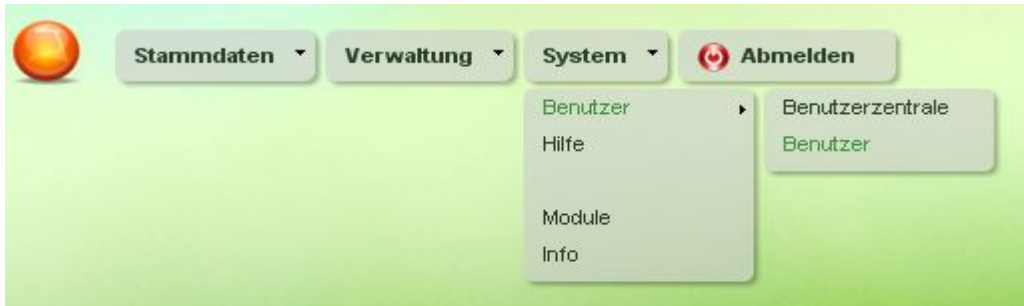 Stammdaten
Verwaltung
System
Abmelden
Benutzer
Hilfe
Module
Info
Benutzerzentrale
Benutzer